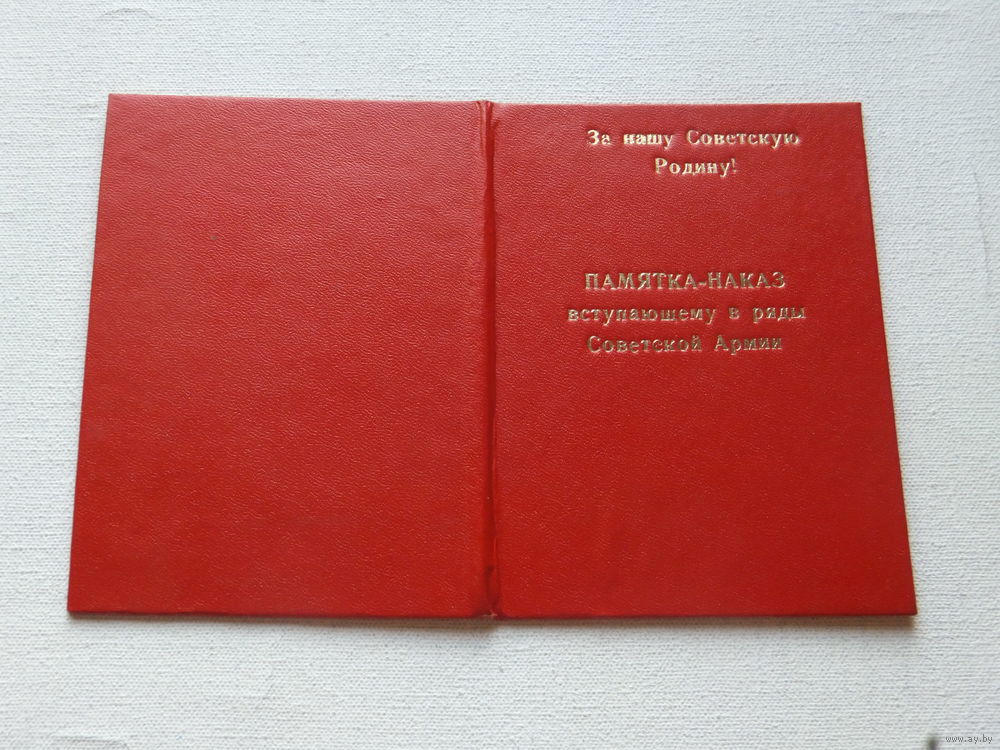 За нашу Советскую
Родину!
ПАМЯТКА-НАКАЗ
вступающему в ряды
Советской Армии
www.ay.by